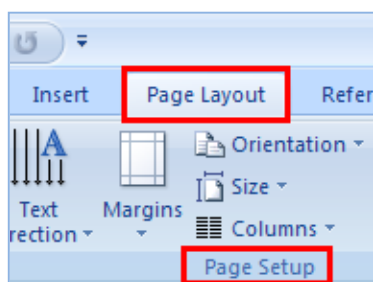 Insert Page Layout Refer
Orientation
Size
Text Margins
rection Columns
Page Setup